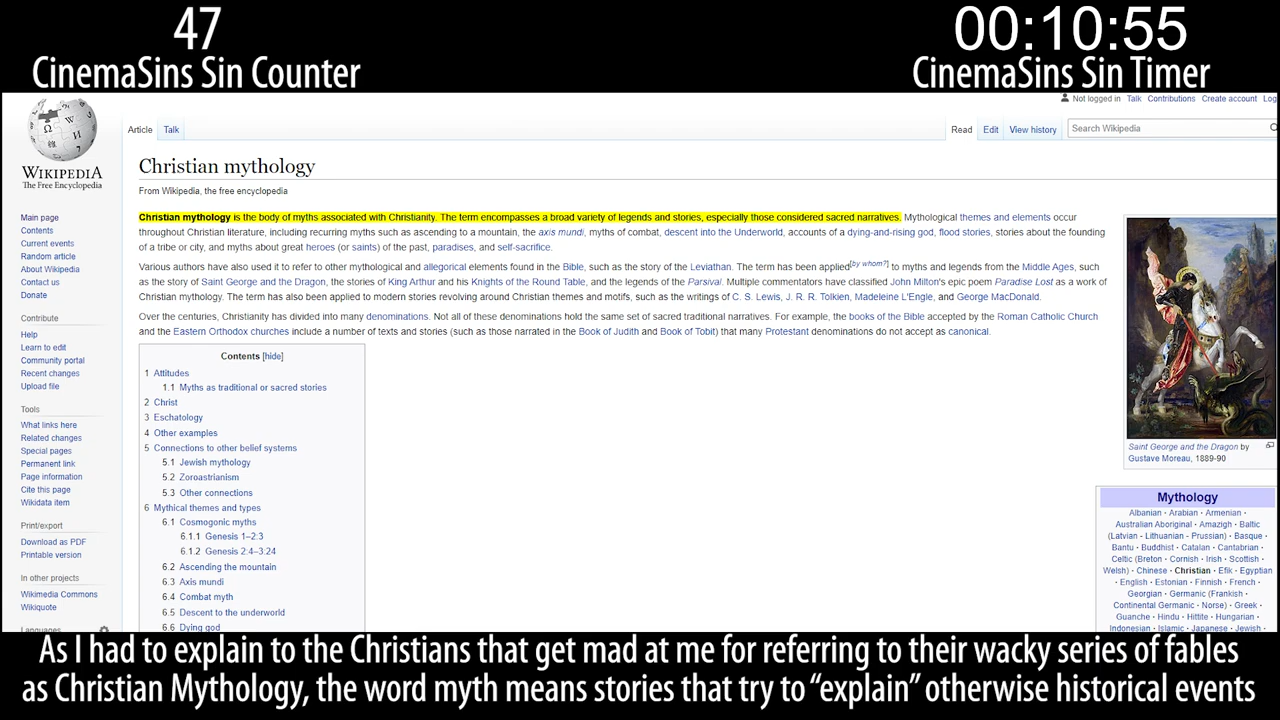 47
00:10:55
CinemaSins Sin Counter
CinemaSins Sin Timer
Not logged in Talk Contributions Create account Log
Article Talk
Read Edit View history
Search Wikipedia
WIKIPEDIA
The Free Encyclopedia
Main page
Contents
Current events
Random article
About Wikipedia
Contact us
Donate
Contribute
Help
Learn to edit
Community portal
Recent changes
Upload file
Tools
What links here
Related changes
Special pages
Permanent link
Page information
Cite this page
Wikidata item
Print/export
Download as PDF
Printable version
In other projects
Wikimedia Commons
Wikiquote
Languages
Christian mythology
From Wikipedia, the free encyclopedia
Christian mythology is the body of myths associated with Christianity. The term encompasses a broad variety of legends and stories, especially those considered sacred narratives. Mythological themes and elements occur
throughout Christian literature, including recurring myths such as ascending to a mountain, the axis mundi, myths of combat, descent into the Underworld, accounts of a dying-and-rising god, flood stories, stories about the founding
of a tribe or city, and myths about great heroes (or saints) of the past, paradises, and self-sacrifice.
Various authors have also used it to refer to other mythological and allegorical elements found in the Bible, such as the story of the Leviathan. The term has been applied[by whom?] to myths and legends from the Middle Ages, such
as the story of Saint George and the Dragon, the stories of King Arthur and his Knights of the Round Table, and the legends of the Parsival. Multiple commentators have classified John Milton's epic poem Paradise Lost as a work of
Christian mythology. The term has also been applied to modern stories revolving around Christian themes and motifs, such as the writings of C. S. Lewis, J. R. R. Tolkien, Madeleine L'Engle, and George MacDonald.
Over the centuries, Christianity has divided into many denominations. Not all of these denominations hold the same set of sacred traditional narratives. For example, the books of the Bible accepted by the Roman Catholic Church
and the Eastern Orthodox churches include a number of texts and stories (such as those narrated in the Book of Judith and Book of Tobit) that many Protestant denominations do not accept as canonical.
Contents [hide]
1 Attitudes
1.1 Myths as traditional or sacred stories
2 Christ
3 Eschatology
4 Other examples
5 Connections to other belief systems
5.1 Jewish mythology
5.2 Zoroastrianism
5.3 Other connections
6 Mythical themes and types
6.1 Cosmogonic myths
6.1.1 Genesis 1–2:3
6.1.2 Genesis 2:4–3:24
6.2 Ascending the mountain
6.3 Axis mundi
6.4 Combat myth
6.5 Descent to the underworld
6.6 Dying god
Saint George and the Dragon by
Gustave Moreau, 1889-90
Mythology
Albanian · Arabian · Armenian ·
Australian Aboriginal · Amazigh · Baltic
(Latvian · Lithuanian · Prussian) · Basque ·
Bantu · Buddhist · Catalan · Cantabrian ·
Celtic (Breton · Cornish · Irish · Scottish ·
Welsh) · Chinese · Christian · Efik · Egyptian
· English · Estonian · Finnish · French ·
Georgian · Germanic (Frankish ·
Continental Germanic · Norse) · Greek ·
Guanche · Hindu · Hittite · Hungarian ·
Indonesian · Islamic · Japanese · Jewish ·
As I had to explain to the Christians that get mad at me for referring to their wacky series of fables
as Christian Mythology, the word myth means stories that try to “explain” otherwise historical events